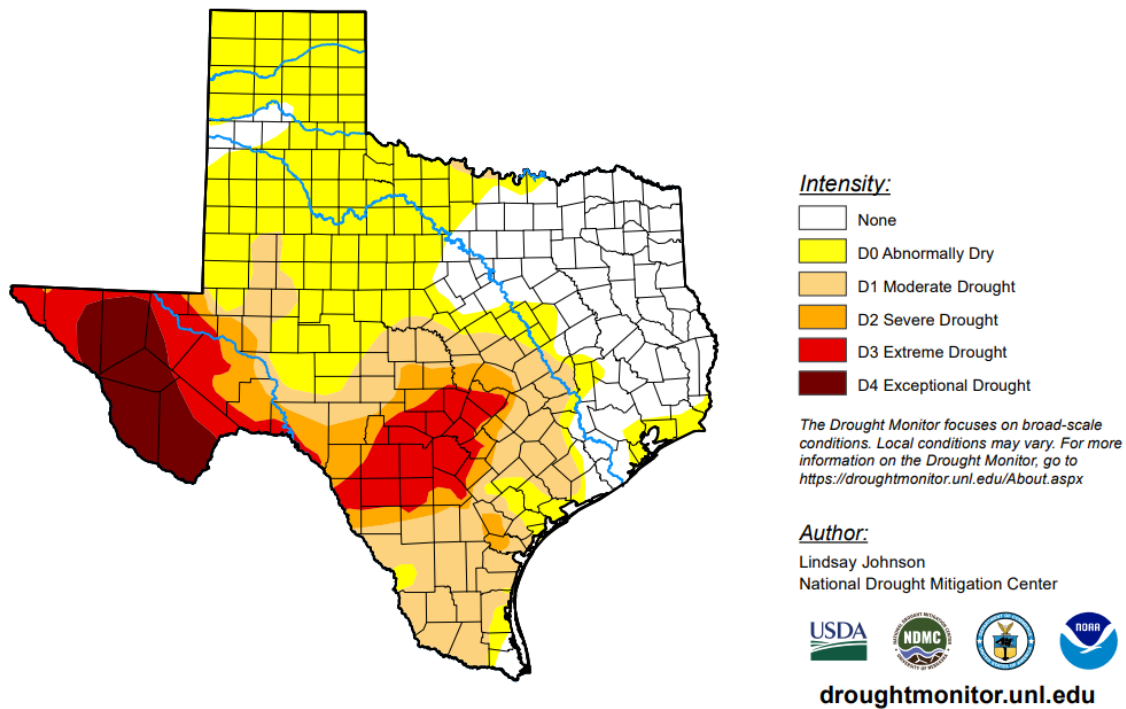 Intensity:
None
D0 Abnormally Dry
D1 Moderate Drought
D2 Severe Drought
D3 Extreme Drought
D4 Exceptional Drought
The Drought Monitor focuses on broad-scale
conditions. Local conditions may vary. For more
information on the Drought Monitor, go to
https://droughtmonitor.unl.edu/About.aspx
Author:
Lindsay Johnson
National Drought Mitigation Center
USDA
NDMC
NOAA
droughtmonitor.unl.edu